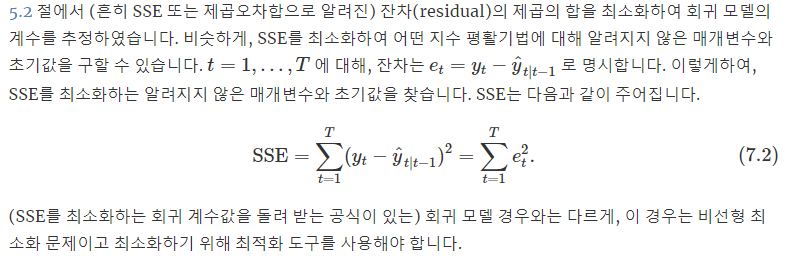 5.2 절에서 (흔히 SSE 또는 제곱오차합으로 알려진) 잔차(residual)의 제곱의 합을 최소화하여 회귀 모델의
계수를 추정하였습니다. 비슷하게, SSE를 최소화하여 어떤 지수 평활기법에 대해 알려지지 않은 매개변수와
초기값을 구할 수 있습니다. t = 1, . . . , T 에 대해, 잔차는 e_t = y_t − ŷ_{t|t−1} 로 명시합니다. 이렇게하여,
SSE를 최소화하는 알려지지 않은 매개변수와 초기값을 찾습니다. SSE는 다음과 같이 주어집니다.
SSE = ∑_{t=1}^{T} (y_t − ŷ_{t|t−1})^2 = ∑_{t=1}^{T} e_t^2. (7.2)
(SSE를 최소화하는 회귀 계수값을 돌려 받는 공식이 있는) 회귀 모델 경우와는 다르게, 이 경우는 비선형 최
소화 문제이고 최소화하기 위해 최적화 도구를 사용해야 합니다.